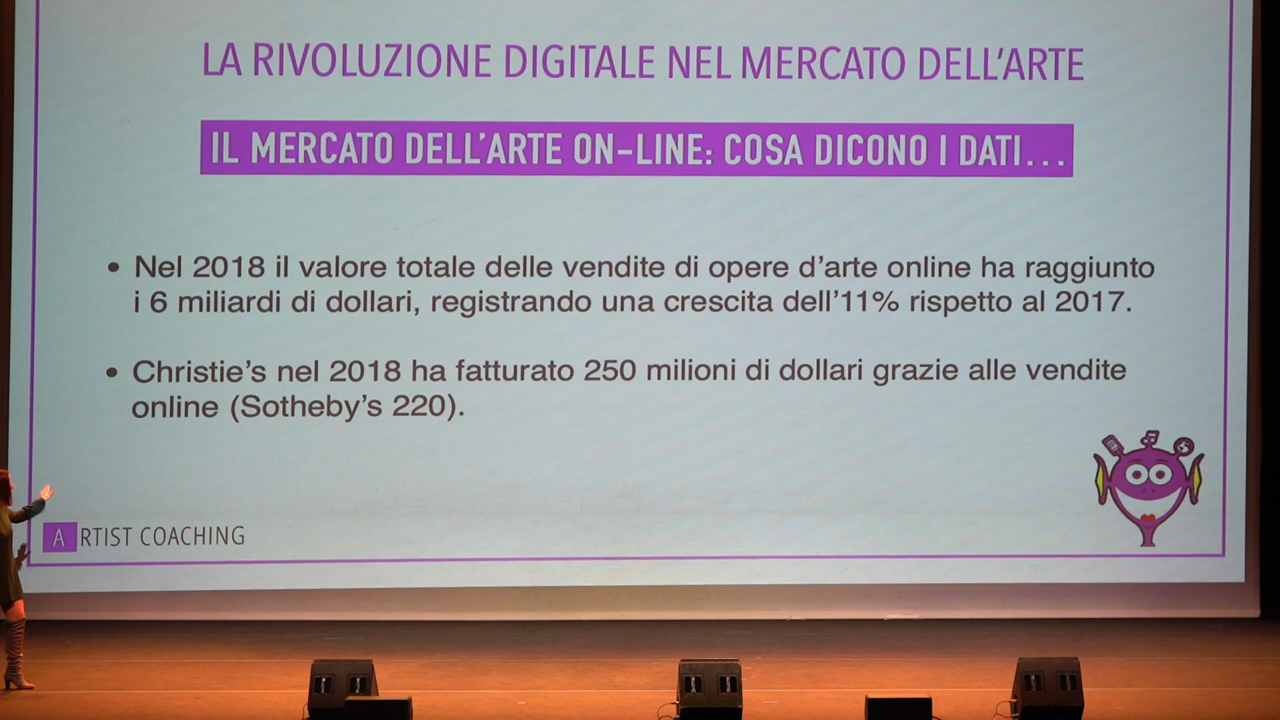 LA RIVOLUZIONE DIGITALE NEL MERCATO DELL'ARTE
IL MERCATO DELL'ARTE ON-LINE: COSA DICONO I DATI...
• Nel 2018 il valore totale delle vendite di opere d'arte online ha raggiunto
i 6 miliardi di dollari, registrando una crescita dell'11% rispetto al 2017.
• Christie's nel 2018 ha fatturato 250 milioni di dollari grazie alle vendite
online (Sotheby's 220).
ARTIST COACHING